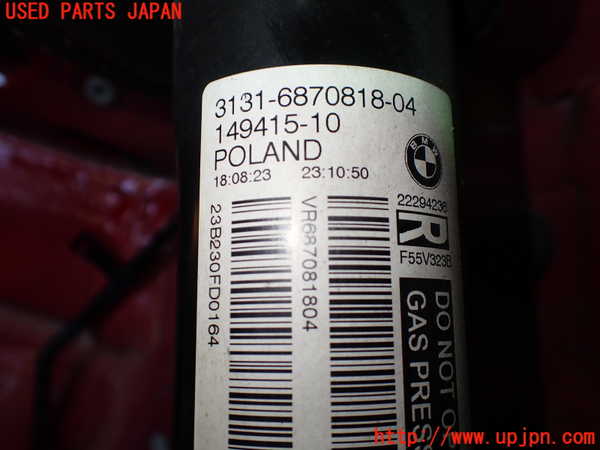 USED PARTS JAPAN
3131-6870818-04
149415-10
POLAND
18:08:23 23:10:50
BMW
22294236
R
F55V323B
23B230FD0164
VR687081804
DO NOT
GAS
http://www.upjpn.com/